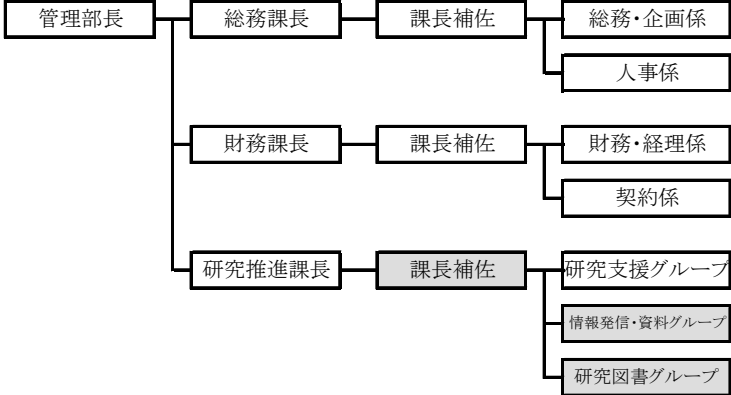 管理部長
総務課長
課長補佐
総務・企画係
人事係
財務課長
課長補佐
財務・経理係
契約係
研究推進課長
課長補佐
研究支援グループ
情報発信・資料グループ
研究図書グループ